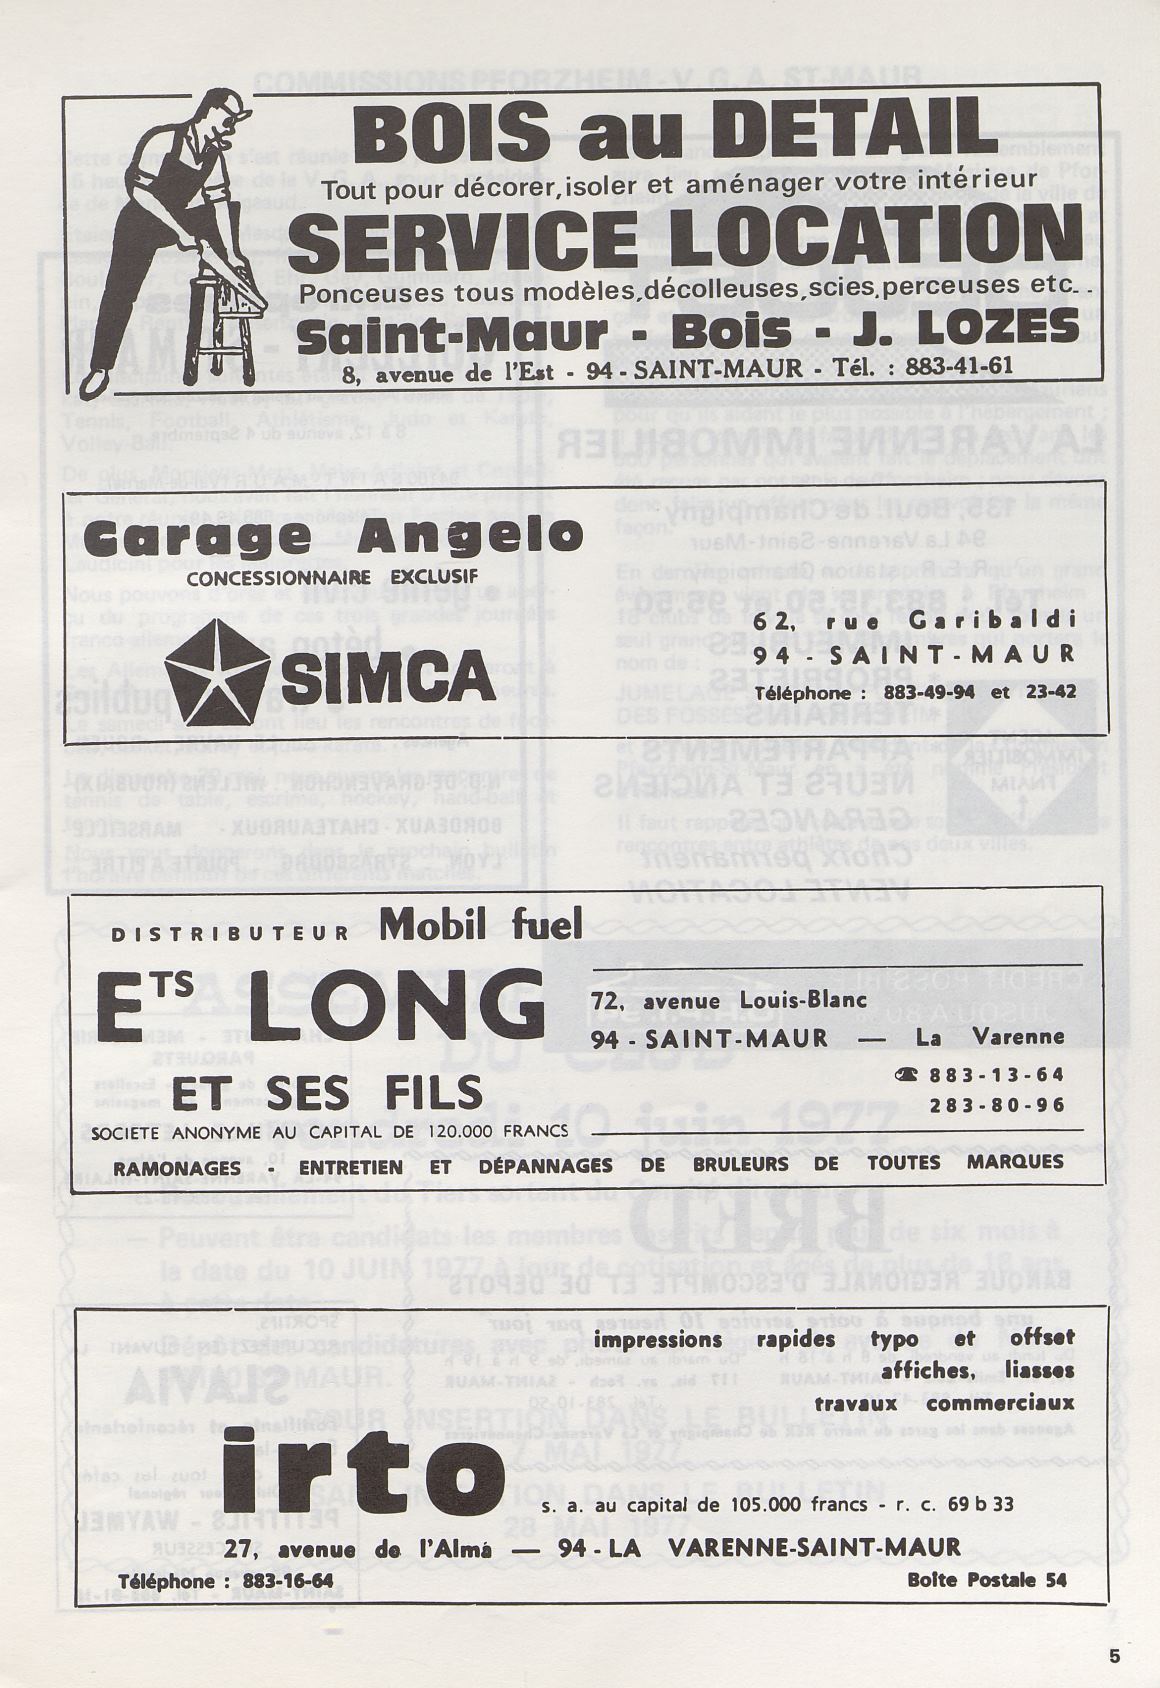 BOIS au DETAIL
Tout pour décorer, isoler et aménager votre intérieur
SERVICE LOCATION
Ponceuses tous modèles, décolleuses, scies, perceuses etc..
Saint-Maur - Bois - J. LOZES
8, avenue de l'Est - 94 - SAINT-MAUR - Tél. : 883-41-61
Garage Angelo
CONCESSIONNAIRE EXCLUSIF
SIMCA
62, rue Garibaldi
94 - SAINT-MAUR
Téléphone : 883-49-94 et 23-42
DISTRIBUTEUR Mobil fuel
ETS LONG
ET SES FILS
SOCIETE ANONYME AU CAPITAL DE 120.000 FRANCS
72, avenue Louis-Blanc
94 - SAINT-MAUR — La Varenne
☎ 883-13-64
283-80-96
RAMONAGES - ENTRETIEN ET DÉPANNAGES DE BRULEURS DE TOUTES MARQUES
impressions rapides typo et offset
affiches, liasses
travaux commerciaux
irto
s. a. au capital de 105.000 francs - r. c. 69 b 33
27, avenue de l'Alma — 94 - LA VARENNE-SAINT-MAUR
Téléphone : 883-16-64
Boîte Postale 54
5